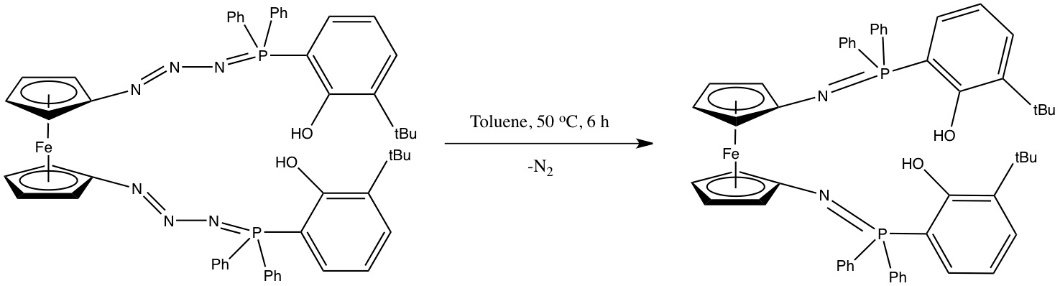 Ph Ph
N N N P
HO
tBu
Fe
HO
tBu
N N N P
Ph Ph
Toluene, 50 °C, 6 h
-N2
Ph Ph
N P
tBu
HO
Fe
HO
tBu
N P
Ph Ph